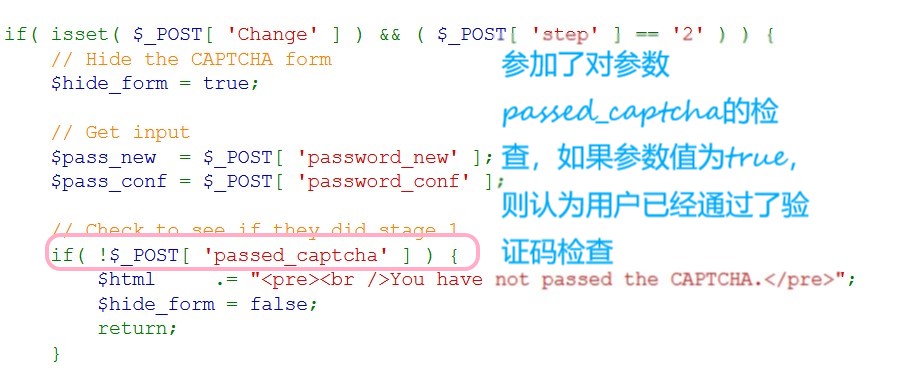 if( isset( $_POST[ 'Change' ] ) && ( $_POST[ 'step' ] == '2' ) ) {
// Hide the CAPTCHA form
$hide_form = true;
// Get input
$pass_new  = $_POST[ 'password_new' ];
$pass_conf = $_POST[ 'password_conf' ];
// Check to see if they did stage 1
if( !$_POST[ 'passed_captcha' ] ) {
$html     .= "<pre><br />You have not passed the CAPTCHA.</pre>";
$hide_form = false;
return;
}
参加了对参数
passed_captcha的检
查，如果参数值为true，
则认为用户已经通过了验
证码检查